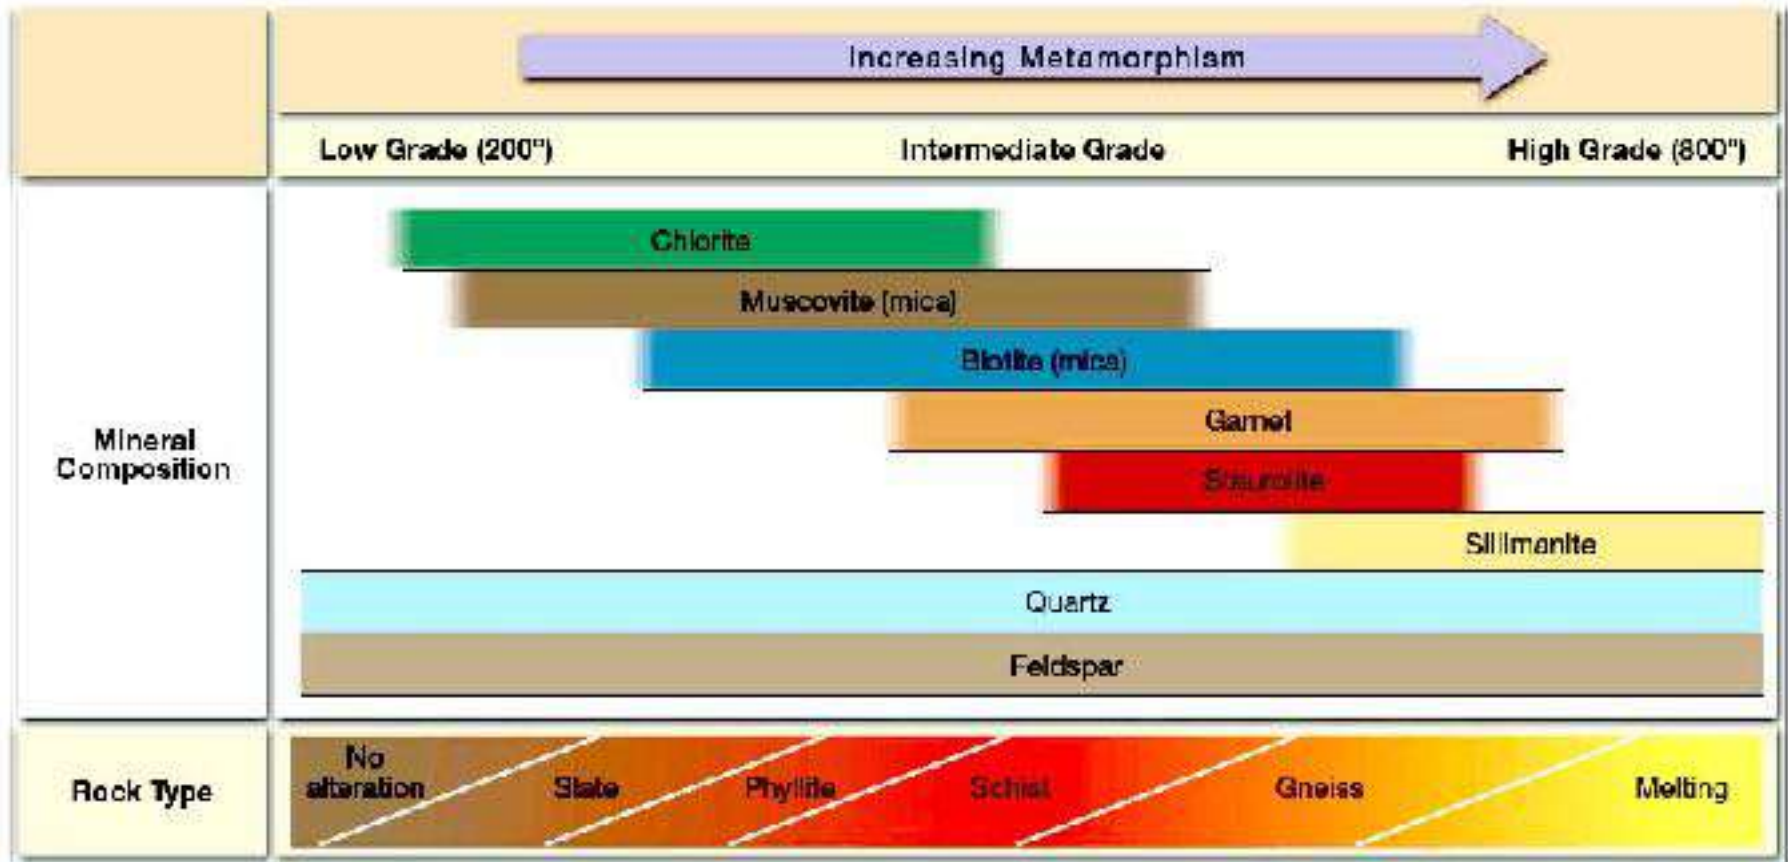 Increasing Metamorphism
Low Grade (200°)
Intermediate Grade
High Grade (800°)
Chlorite
Muscovite (mica)
Biotite (mica)
Garnet
Staurolite
Sillimanite
Quartz
Feldspar
Mineral
Composition
Rock Type
No
alteration
Slate
Phyllite
Schist
Gneiss
Melting